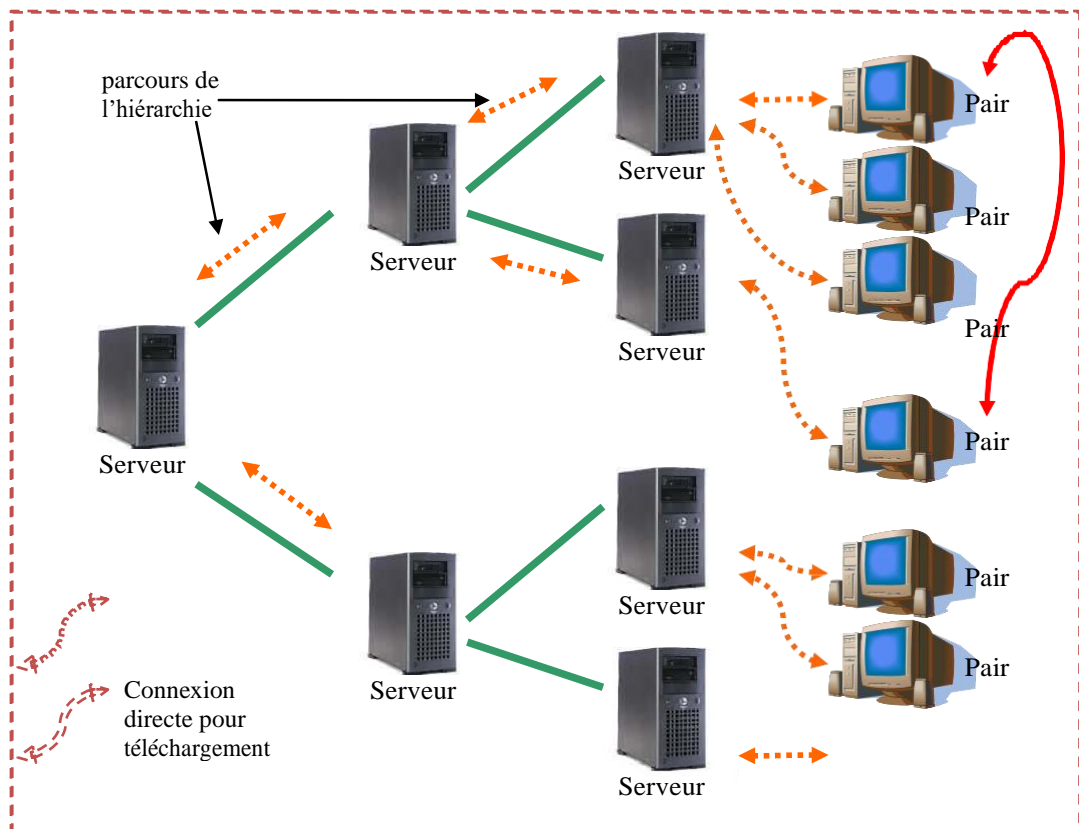 parcours de
l'hiérarchie
Pair
Serveur
Pair
Serveur
Pair
Serveur
Serveur
Pair
Serveur
Pair
Serveur
Pair
Serveur
Connexion
directe pour
téléchargement
Serveur